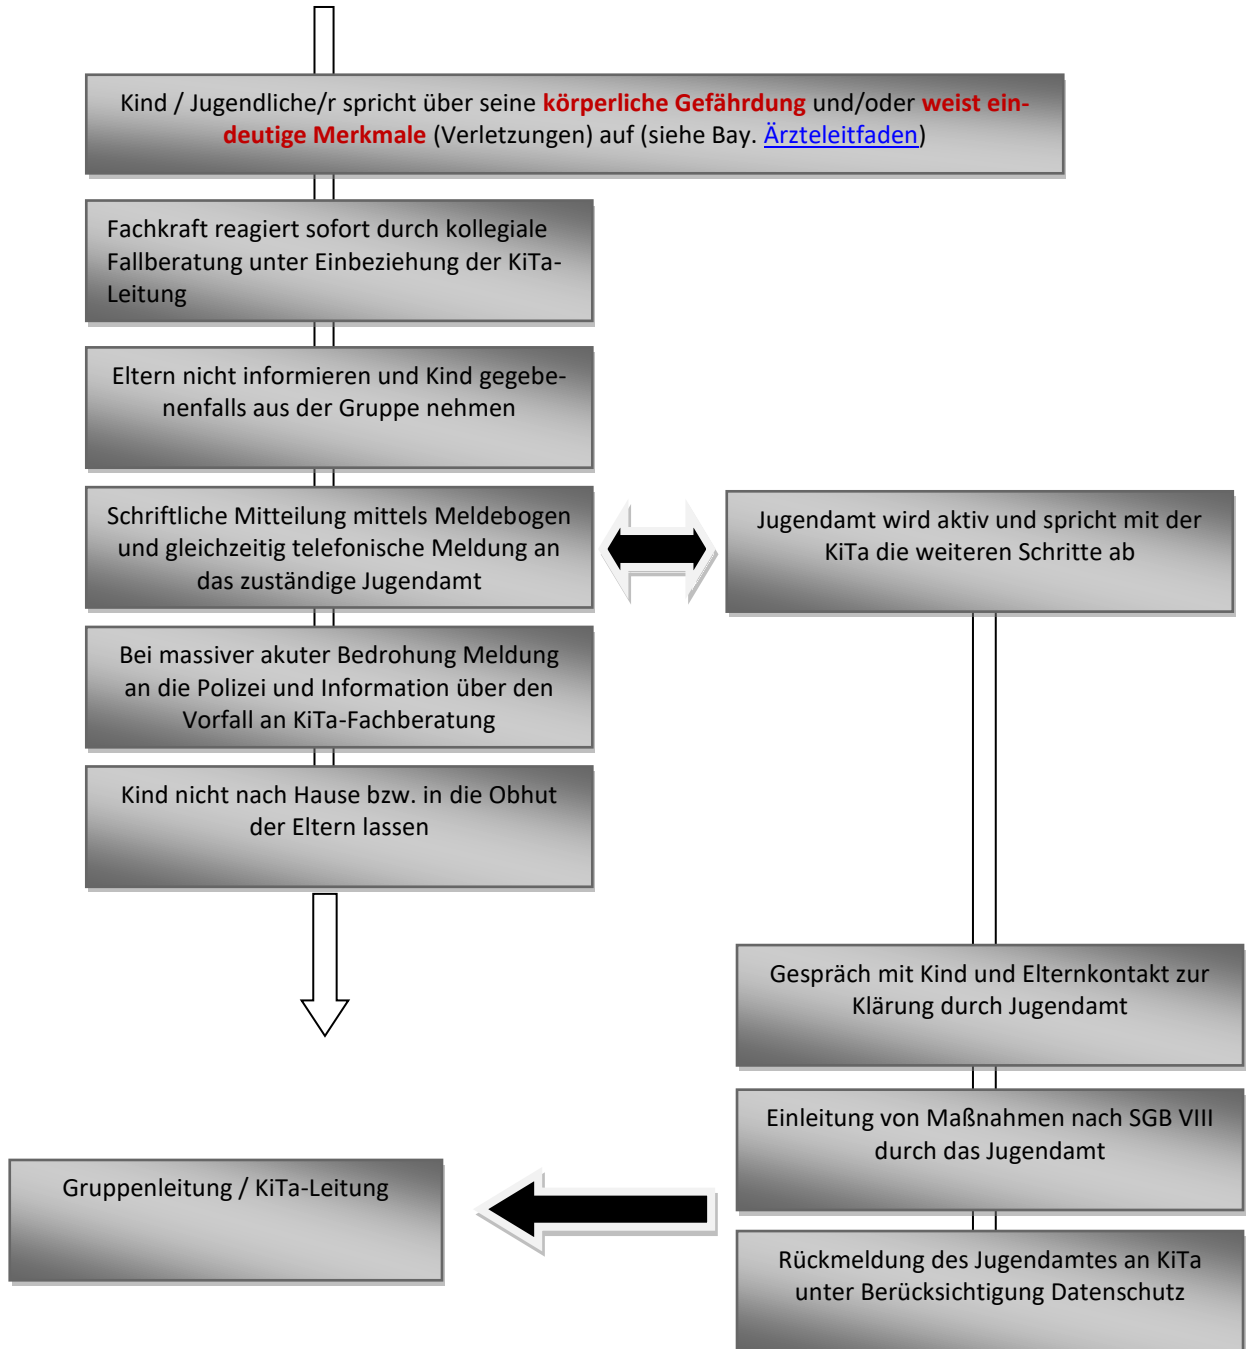 Kind / Jugendliche/r spricht über seine körperliche Gefährdung und/oder weist ein-
deutige Merkmale (Verletzungen) auf (siehe Bay. Ärzteleitfaden)
Fachkraft reagiert sofort durch kollegiale
Fallberatung unter Einbeziehung der KiTa-
Leitung
Eltern nicht informieren und Kind gegebe-
nenfalls aus der Gruppe nehmen
Schriftliche Mitteilung mittels Meldebogen
und gleichzeitig telefonische Meldung an
das zuständige Jugendamt
Jugendamt wird aktiv und spricht mit der
KiTa die weiteren Schritte ab
Bei massiver akuter Bedrohung Meldung
an die Polizei und Information über den
Vorfall an KiTa-Fachberatung
Kind nicht nach Hause bzw. in die Obhut
der Eltern lassen
Gespräch mit Kind und Elternkontakt zur
Klärung durch Jugendamt
Einleitung von Maßnahmen nach SGB VIII
durch das Jugendamt
Gruppenleitung / KiTa-Leitung
Rückmeldung des Jugendamtes an KiTa
unter Berücksichtigung Datenschutz